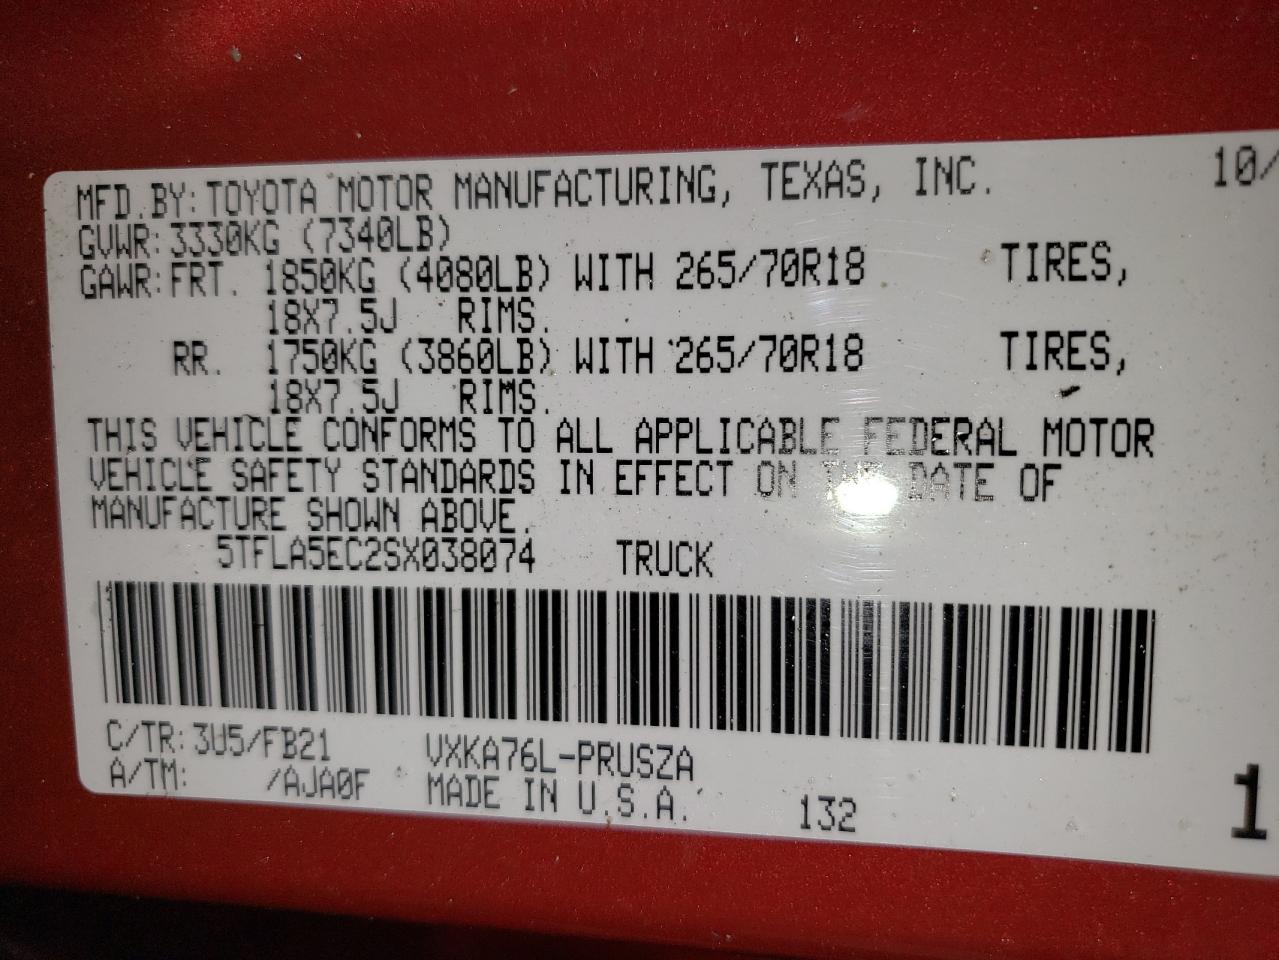 MFD.BY: TOYOTA MOTOR MANUFACTURING, TEXAS, INC. 10/
GVWR: 3330KG (7340LB)
GAWR: FRT. 1850KG (4080LB) WITH 265/70R18 TIRES,
18X7.5J RIMS.
RR. 1750KG (3860LB) WITH 265/70R18 TIRES,
18X7.5J RIMS.
THIS VEHICLE CONFORMS TO ALL APPLICABLE FEDERAL MOTOR
VEHICLE SAFETY STANDARDS IN EFFECT ON THE DATE OF
MANUFACTURE SHOWN ABOVE.
5TFLA5EC2SX038074 TRUCK
C/TR: 3U5/FB21 VXKA76L-PRUSZA
A/TM: /AJA0F MADE IN U.S.A. 132 1